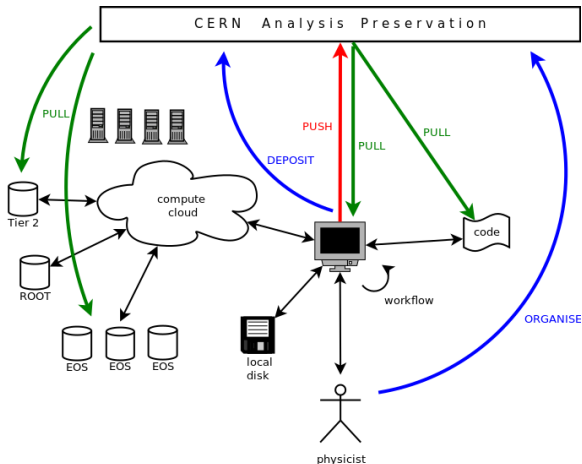 CERN Analysis Preservation
PULL
PUSH
PULL
PULL
DEPOSIT
compute
cloud
Tier 2
code
ROOT
workflow
ORGANISE
EOS
EOS
EOS
local
disk
physicist